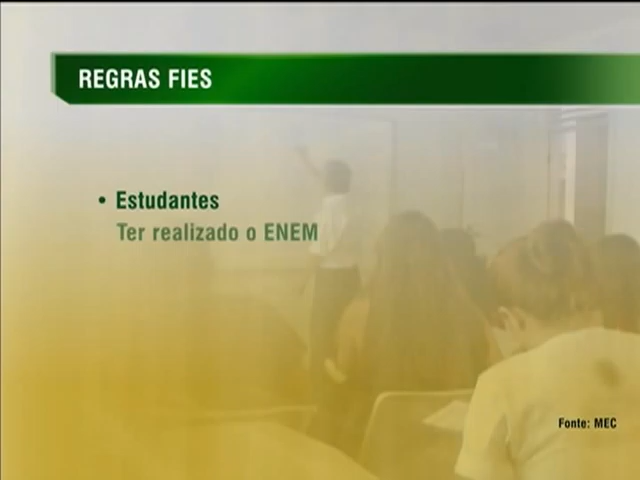 REGRAS FIES
• Estudantes
Ter realizado o ENEM
Fonte: MEC